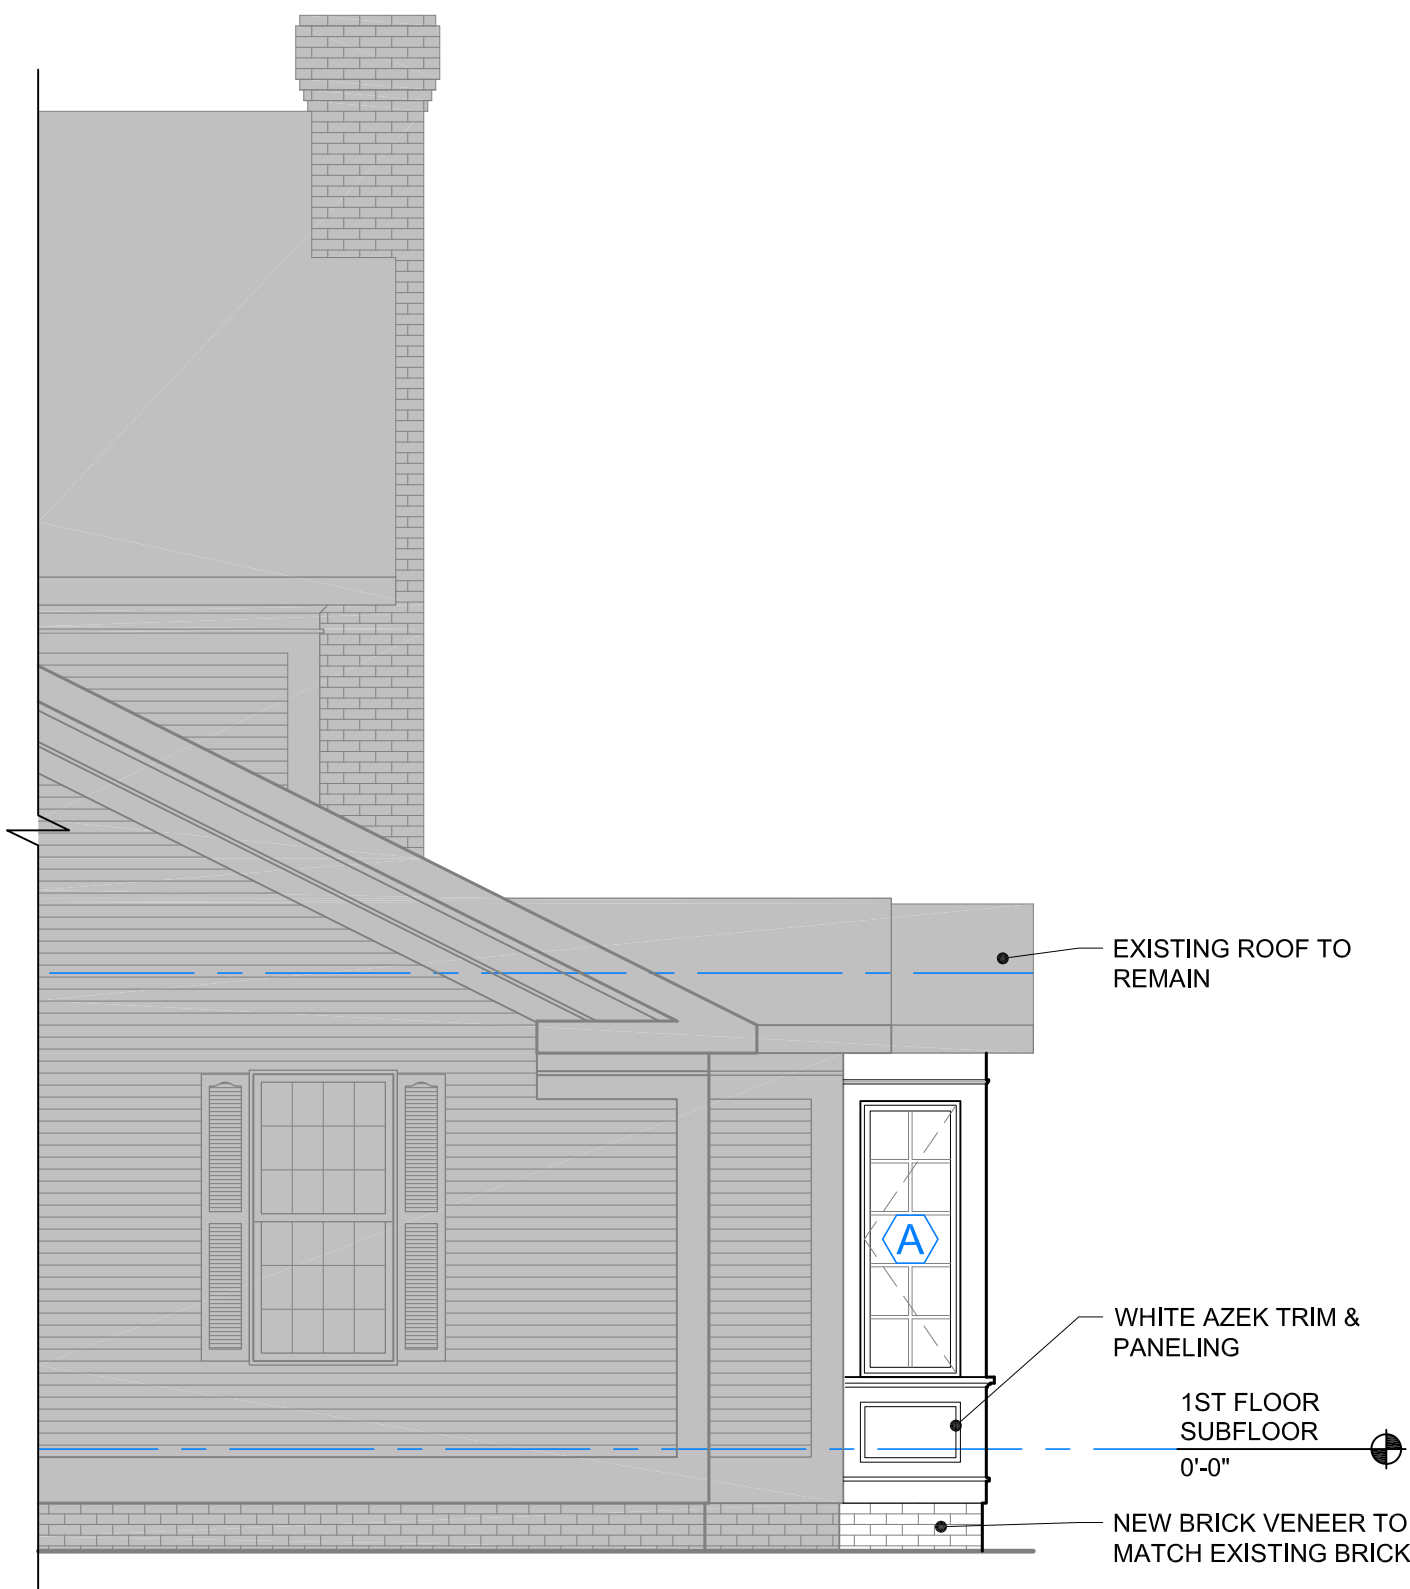 EXISTING ROOF TO
REMAIN
A
WHITE AZEK TRIM &
PANELING
1ST FLOOR
SUBFLOOR
0'-0"
NEW BRICK VENEER TO
MATCH EXISTING BRICK